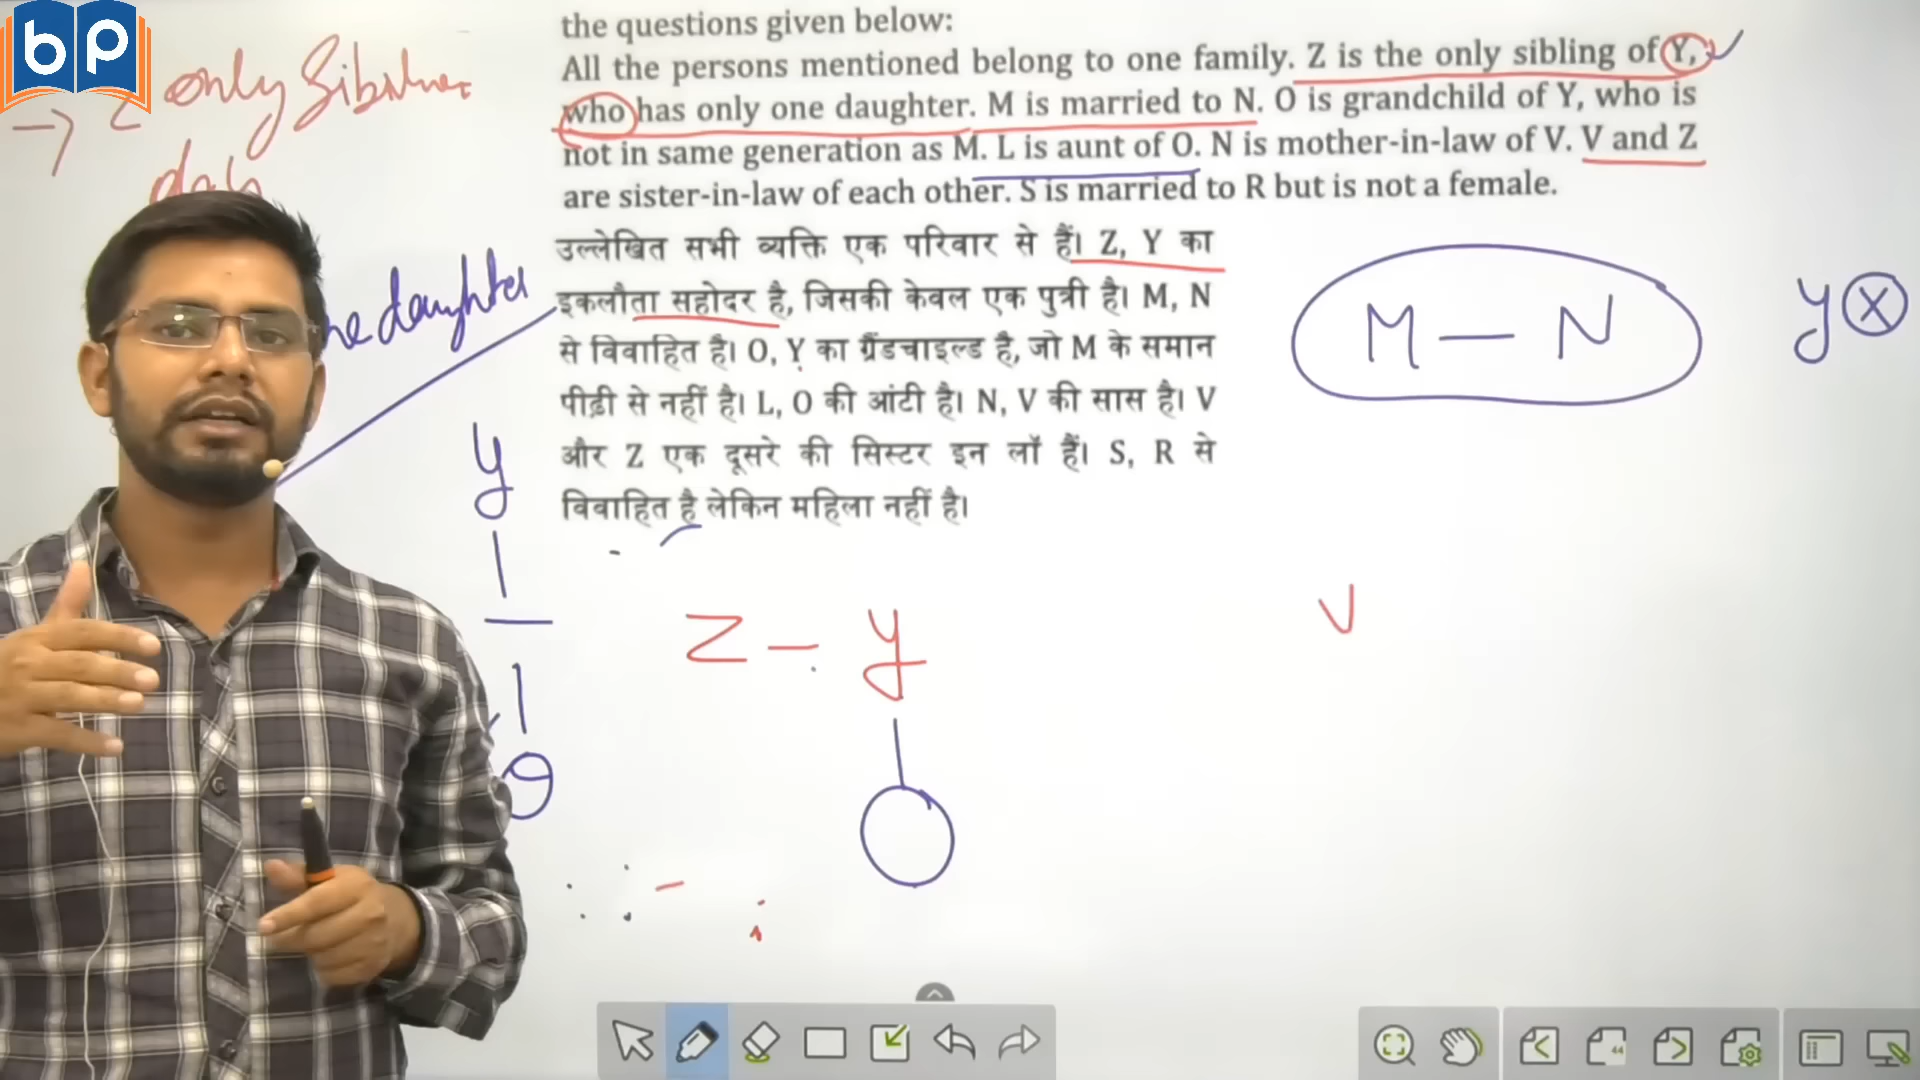 bp
the questions given below:
All the persons mentioned belong to one family. Z is the only sibling of Y,
who has only one daughter. M is married to N. O is grandchild of Y, who is
not in same generation as M. L is aunt of O. N is mother-in-law of V. V and Z
are sister-in-law of each other. S is married to R but is not a female.
उल्लेखित सभी व्यक्ति एक परिवार से हैं। Z, Y का
इकलौता सहोदर है, जिसकी केवल एक पुत्री है। M, N
से विवाहित है। O, Y का ग्रैंडचाइल्ड है, जो M के समान
पीढ़ी से नहीं है। L, O की आंटी है। N, V की सास है। V
और Z एक दूसरे की सिस्टर इन लॉ हैं। S, R से
विवाहित है लेकिन महिला नहीं है।
only
daughter
M — N
y x
y
Z — y
V
44